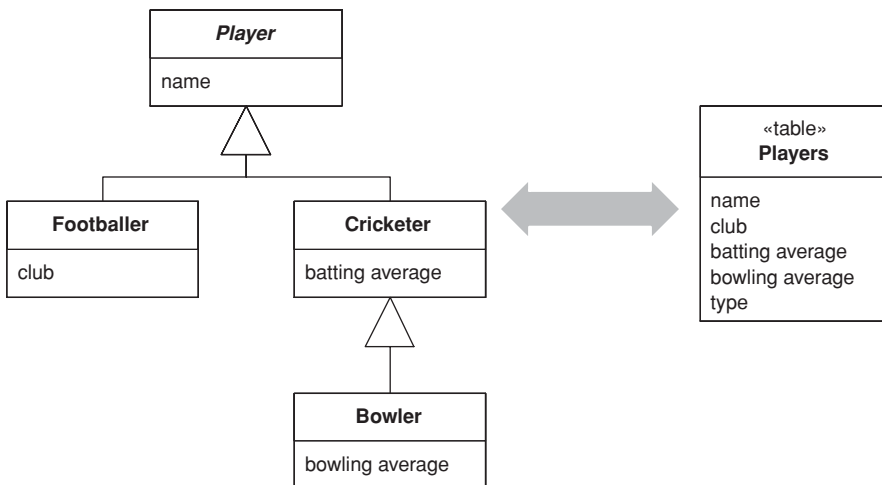 Player
name
Footballer
club
Cricketer
batting average
Bowler
bowling average
«table»
Players
name
club
batting average
bowling average
type